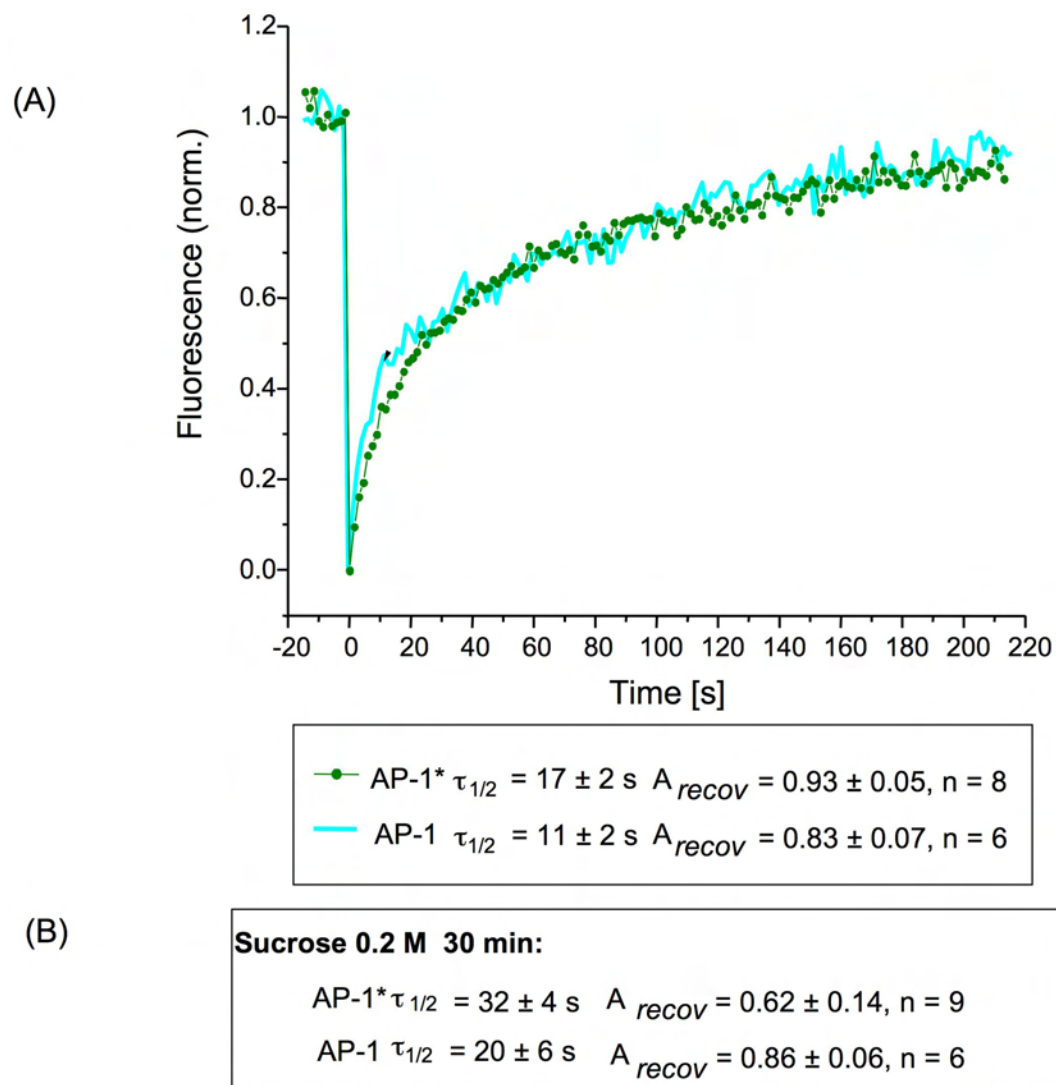 (A)
1.2
1.0
0.8
0.6
0.4
0.2
0.0
Fluorescence (norm.)
-20 0 20 40 60 80 100 120 140 160 180 200 220
Time [s]
AP-1* τ1/2 = 17 ± 2 s A recov = 0.93 ± 0.05, n = 8
AP-1 τ1/2 = 11 ± 2 s A recov = 0.83 ± 0.07, n = 6
(B)
Sucrose 0.2 M 30 min:
AP-1* τ1/2 = 32 ± 4 s A recov = 0.62 ± 0.14, n = 9
AP-1 τ1/2 = 20 ± 6 s A recov = 0.86 ± 0.06, n = 6